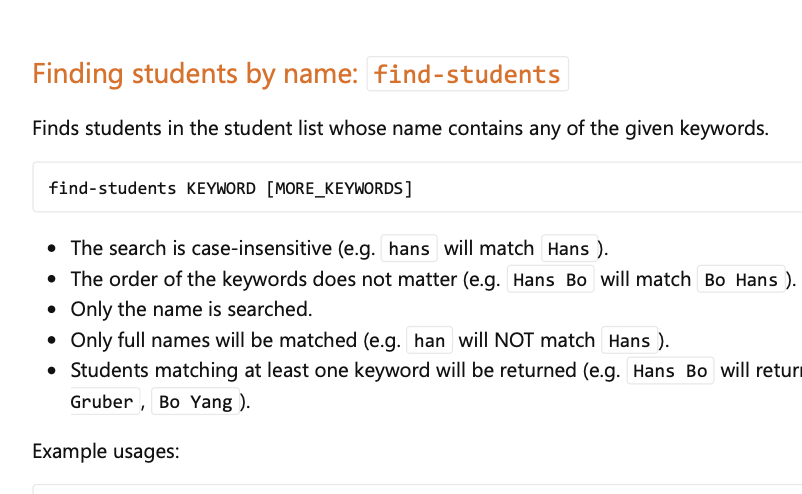 Finding students by name: find-students
Finds students in the student list whose name contains any of the given keywords.
find-students KEYWORD [MORE_KEYWORDS]
• The search is case-insensitive (e.g. hans will match Hans ).
• The order of the keywords does not matter (e.g. Hans Bo will match Bo Hans ).
• Only the name is searched.
• Only full names will be matched (e.g. han will NOT match Hans ).
• Students matching at least one keyword will be returned (e.g. Hans Bo will
Gruber , Bo Yang ).
Example usages: